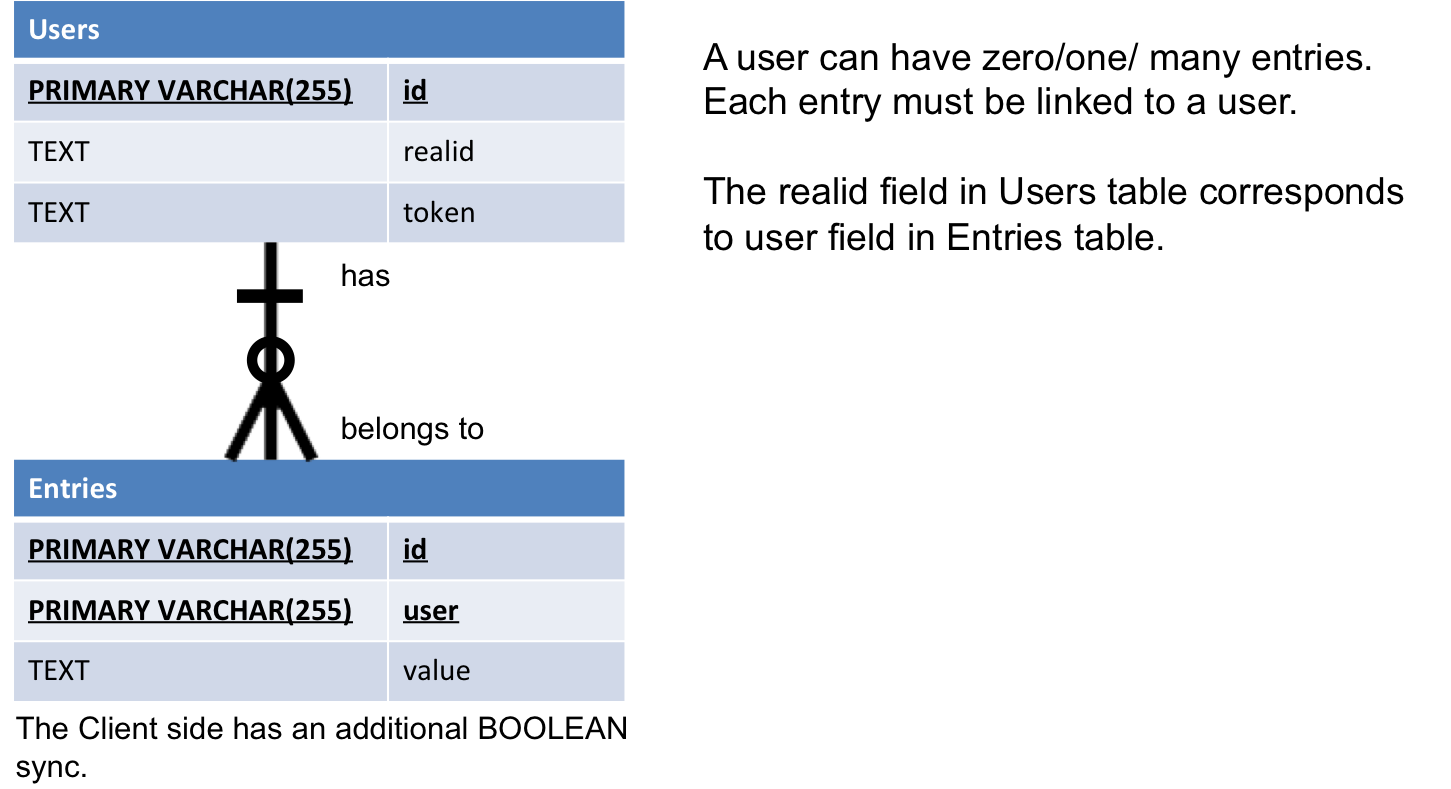 Users
PRIMARY VARCHAR(255) id
TEXT realid
TEXT token
has
belongs to
Entries
PRIMARY VARCHAR(255) id
PRIMARY VARCHAR(255) user
TEXT value
The Client side has an additional BOOLEAN
sync.
A user can have zero/one/ many entries.
Each entry must be linked to a user.
The realid field in Users table corresponds
to user field in Entries table.